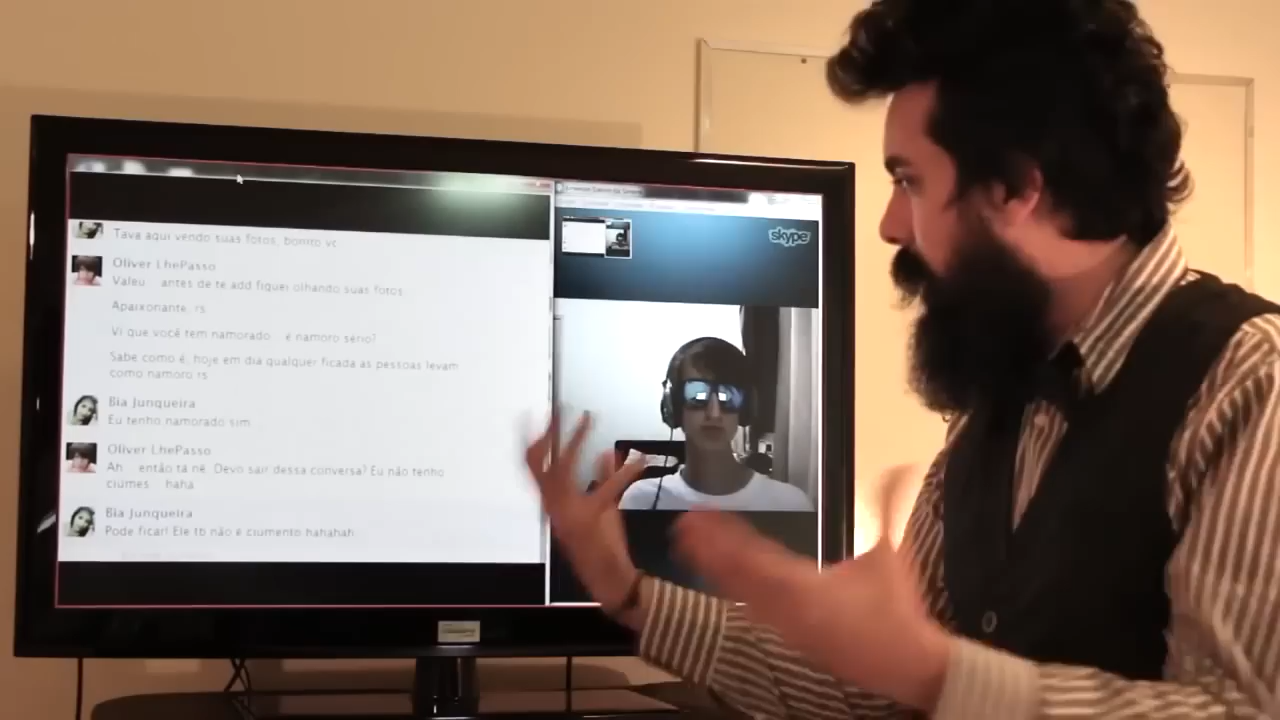 Tava aqui vendo suas fotos, bonito vc
Oliver LhePasso
Valeu... antes de te add fiquei olhando suas fotos...
Apaixonante, rs
Vi que você tem namorado... é namoro sério?
Sabe como é, hoje em dia qualquer ficada as pessoas levam
como namoro rs
Bia Junqueira
Eu tenho namorado sim
Oliver LhePasso
Ah... então tá né. Devo sair dessa conversa? Eu não tenho
ciumes... haha
Bia Junqueira
Pode ficar! Ele tb não é ciumento hahahah
skype